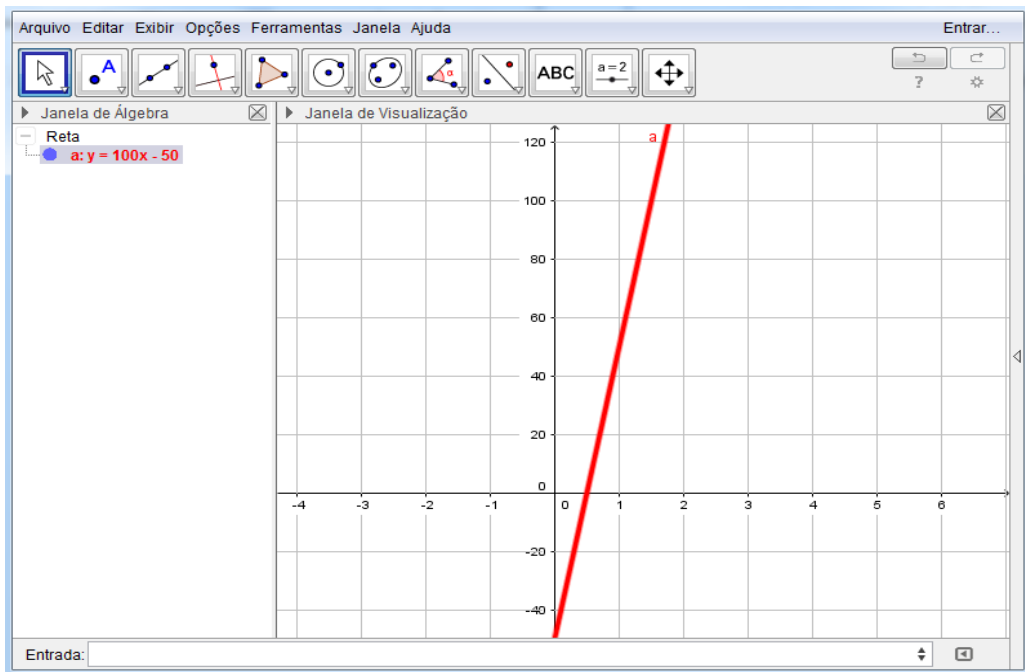 Arquivo Editar Exibir Opções Ferramentas Janela Ajuda Entrar...
A α ABC a=2 ?
Janela de Álgebra
Janela de Visualização
Reta
a: y = 100x - 50
a
120
100
80
60
40
20
0
-4 -3 -2 -1 0 1 2 3 4 5 6
-20
-40
Entrada: